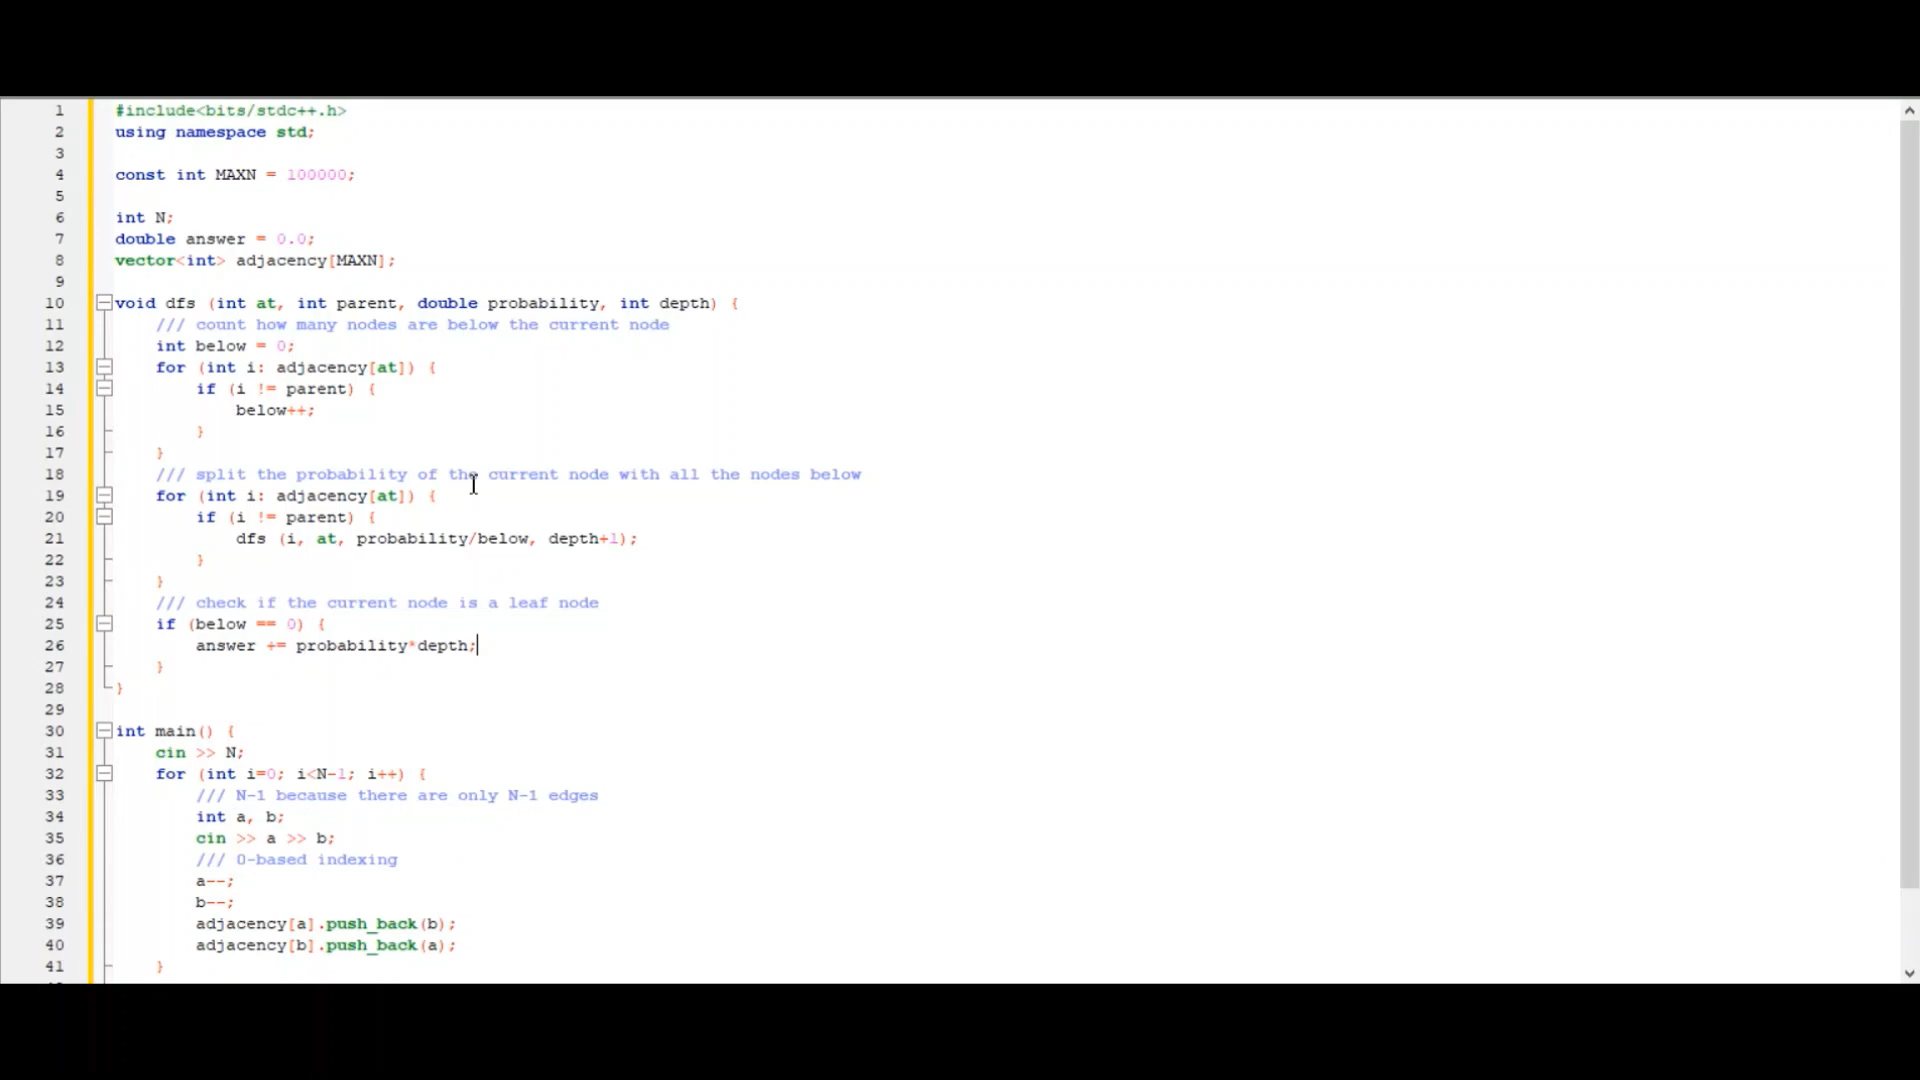 1 #include<bits/stdc++.h>
2 using namespace std;
3
4 const int MAXN = 100000;
5
6 int N;
7 double answer = 0.0;
8 vector<int> adjacency[MAXN];
9
10 void dfs (int at, int parent, double probability, int depth) {
11     /// count how many nodes are below the current node
12     int below = 0;
13     for (int i: adjacency[at]) {
14         if (i != parent) {
15             below++;
16         }
17     }
18     /// split the probability of the current node with all the nodes below
19     for (int i: adjacency[at]) {
20         if (i != parent) {
21             dfs (i, at, probability/below, depth+1);
22         }
23     }
24     /// check if the current node is a leaf node
25     if (below == 0) {
26         answer += probability*depth;
27     }
28 }
29
30 int main() {
31     cin >> N;
32     for (int i=0; i<N-1; i++) {
33         /// N-1 because there are only N-1 edges
34         int a, b;
35         cin >> a >> b;
36         /// 0-based indexing
37         a--;
38         b--;
39         adjacency[a].push_back(b);
40         adjacency[b].push_back(a);
41     }